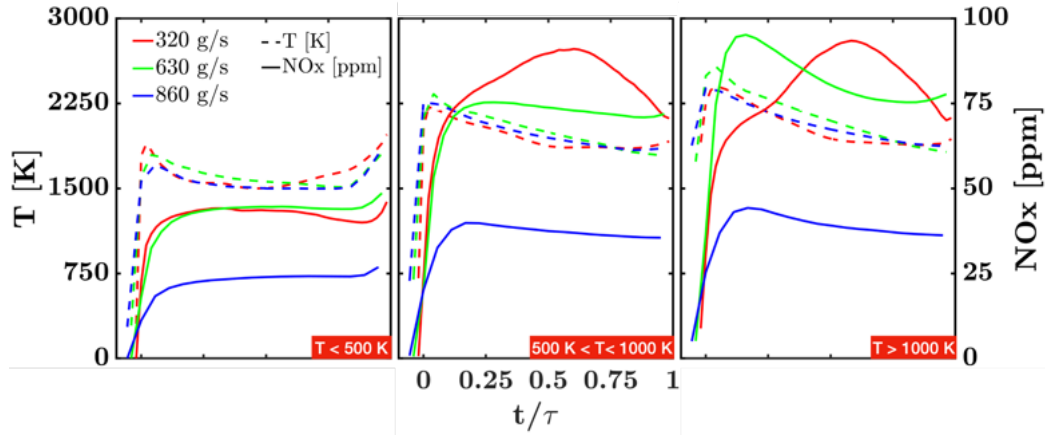 3000
2250
1500
750
0
T [K]
320 g/s
630 g/s
860 g/s
T [K]
NOx [ppm]
T < 500 K
500 K < T< 1000 K
T > 1000 K
100
75
50
25
0
NOx [ppm]
0 0.25 0.5 0.75 1
t/τ